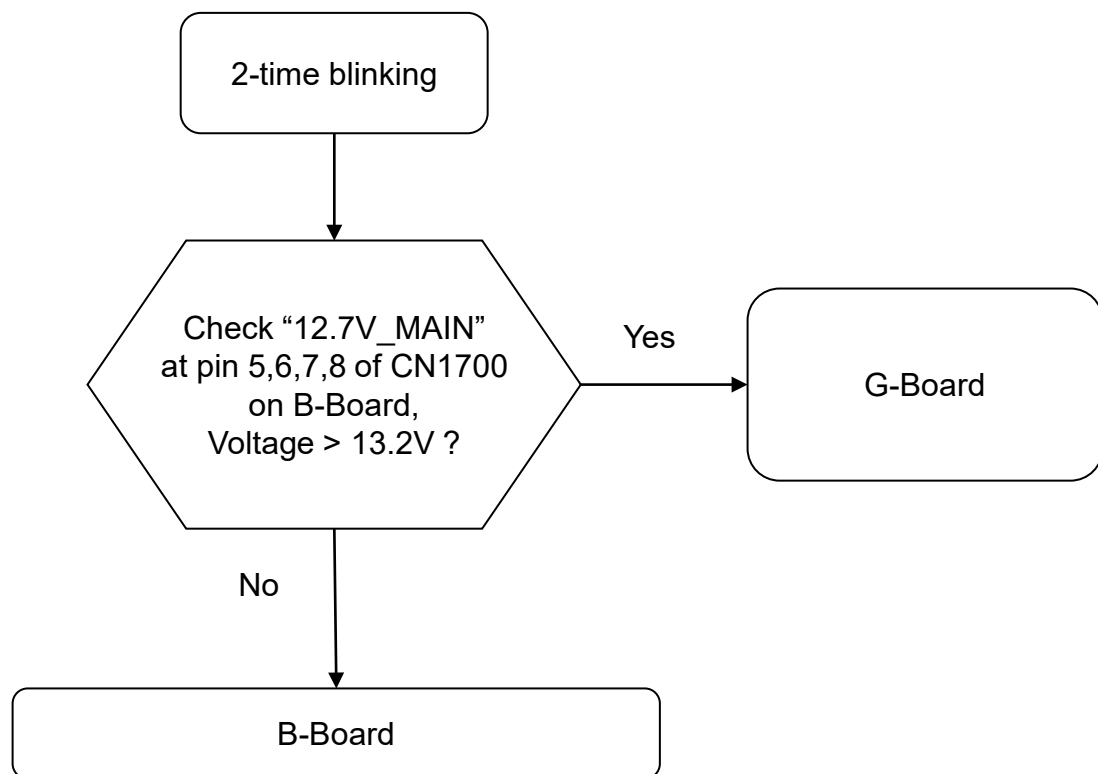 2-time blinking
Check “12.7V_MAIN”
at pin 5,6,7,8 of CN1700
on B-Board,
Voltage > 13.2V ?
Yes
G-Board
No
B-Board